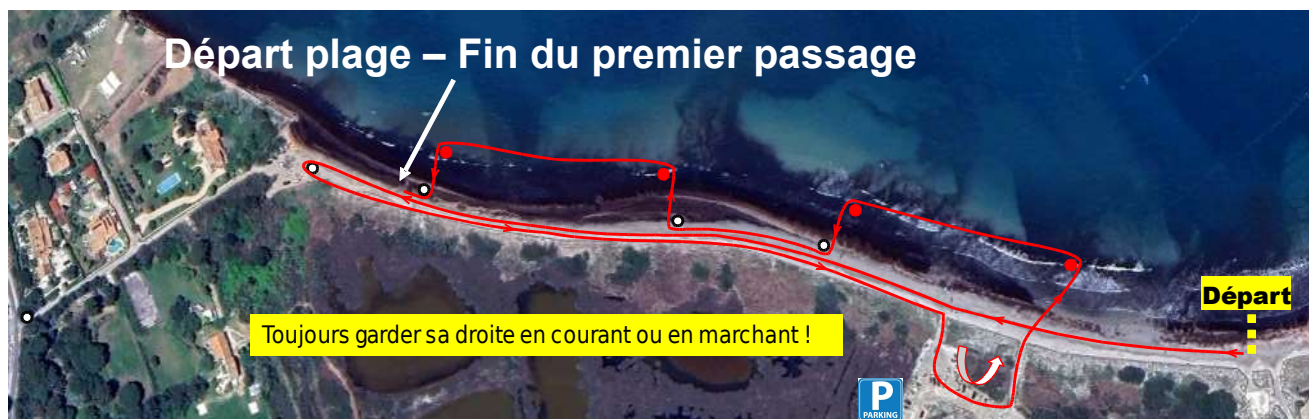 Départ plage – Fin du premier passage
Départ
Toujours garder sa droite en courant ou en marchant !
P
PARKING